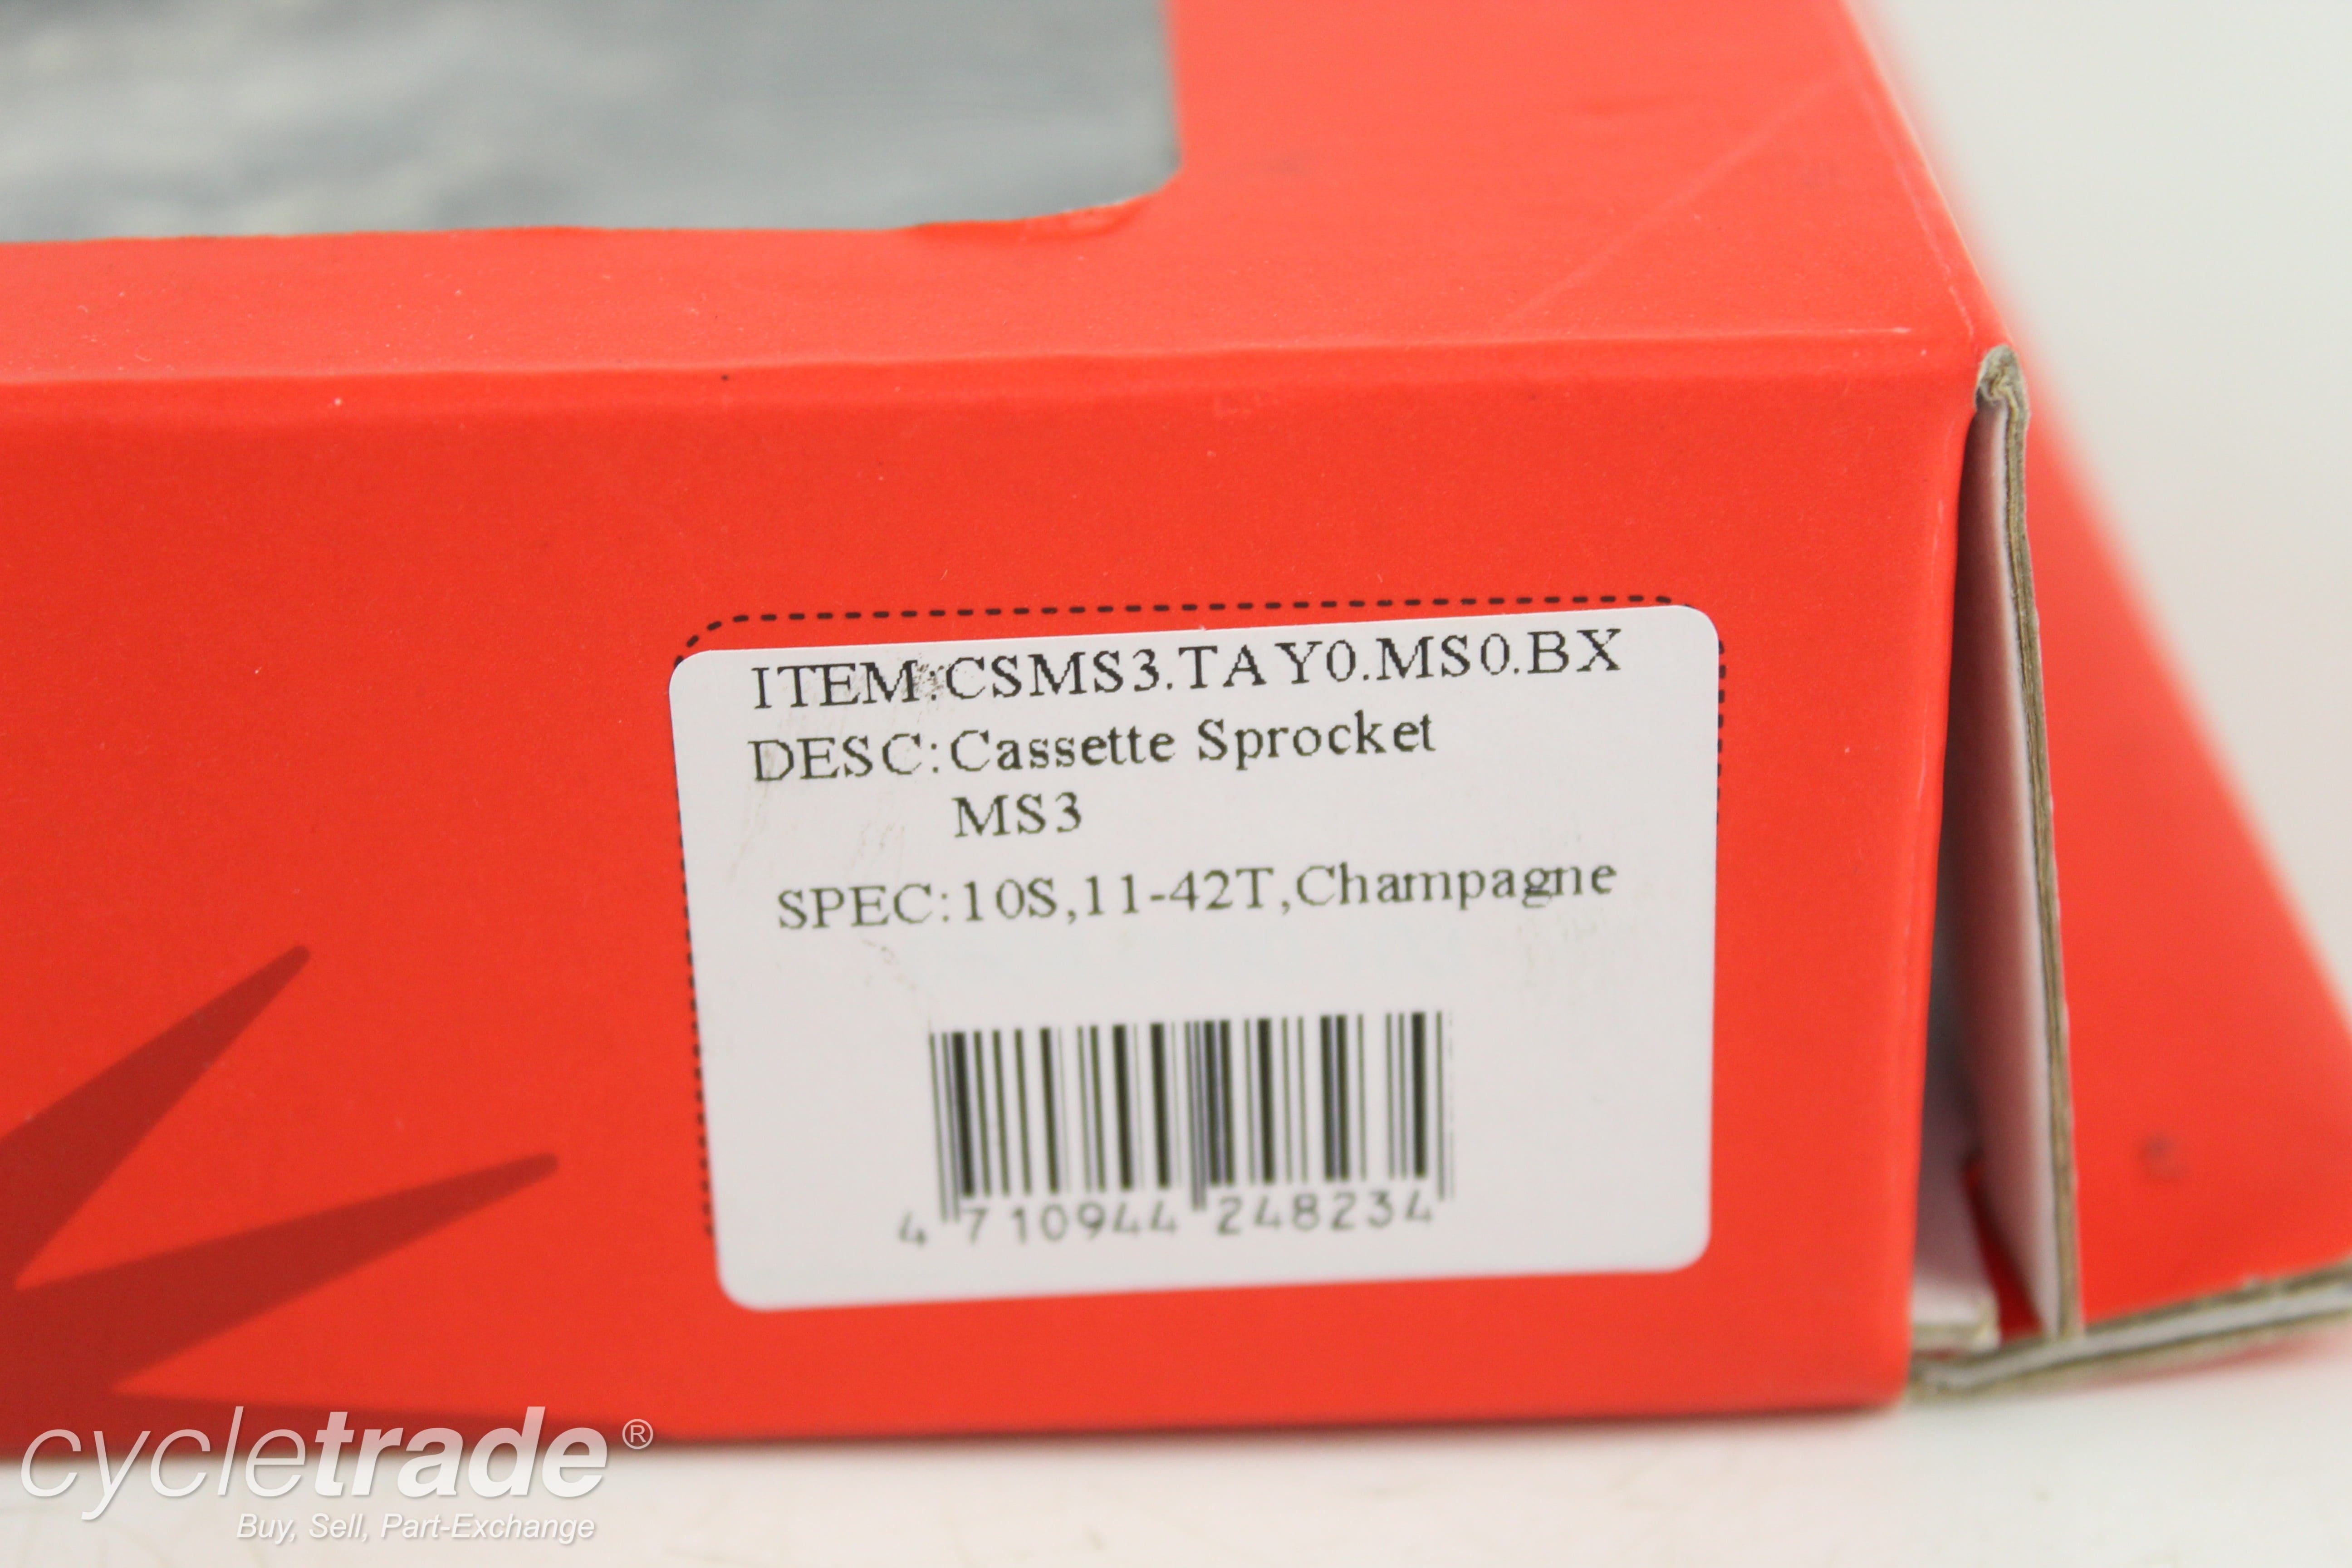 ITEM:CSMS3.TAY0.MS0.BX
DESC:Cassette Sprocket
MS3
SPEC:10S,11-42T,Champagne
4 710944 248234
cycletrade®
Buy, Sell, Part-Exchange